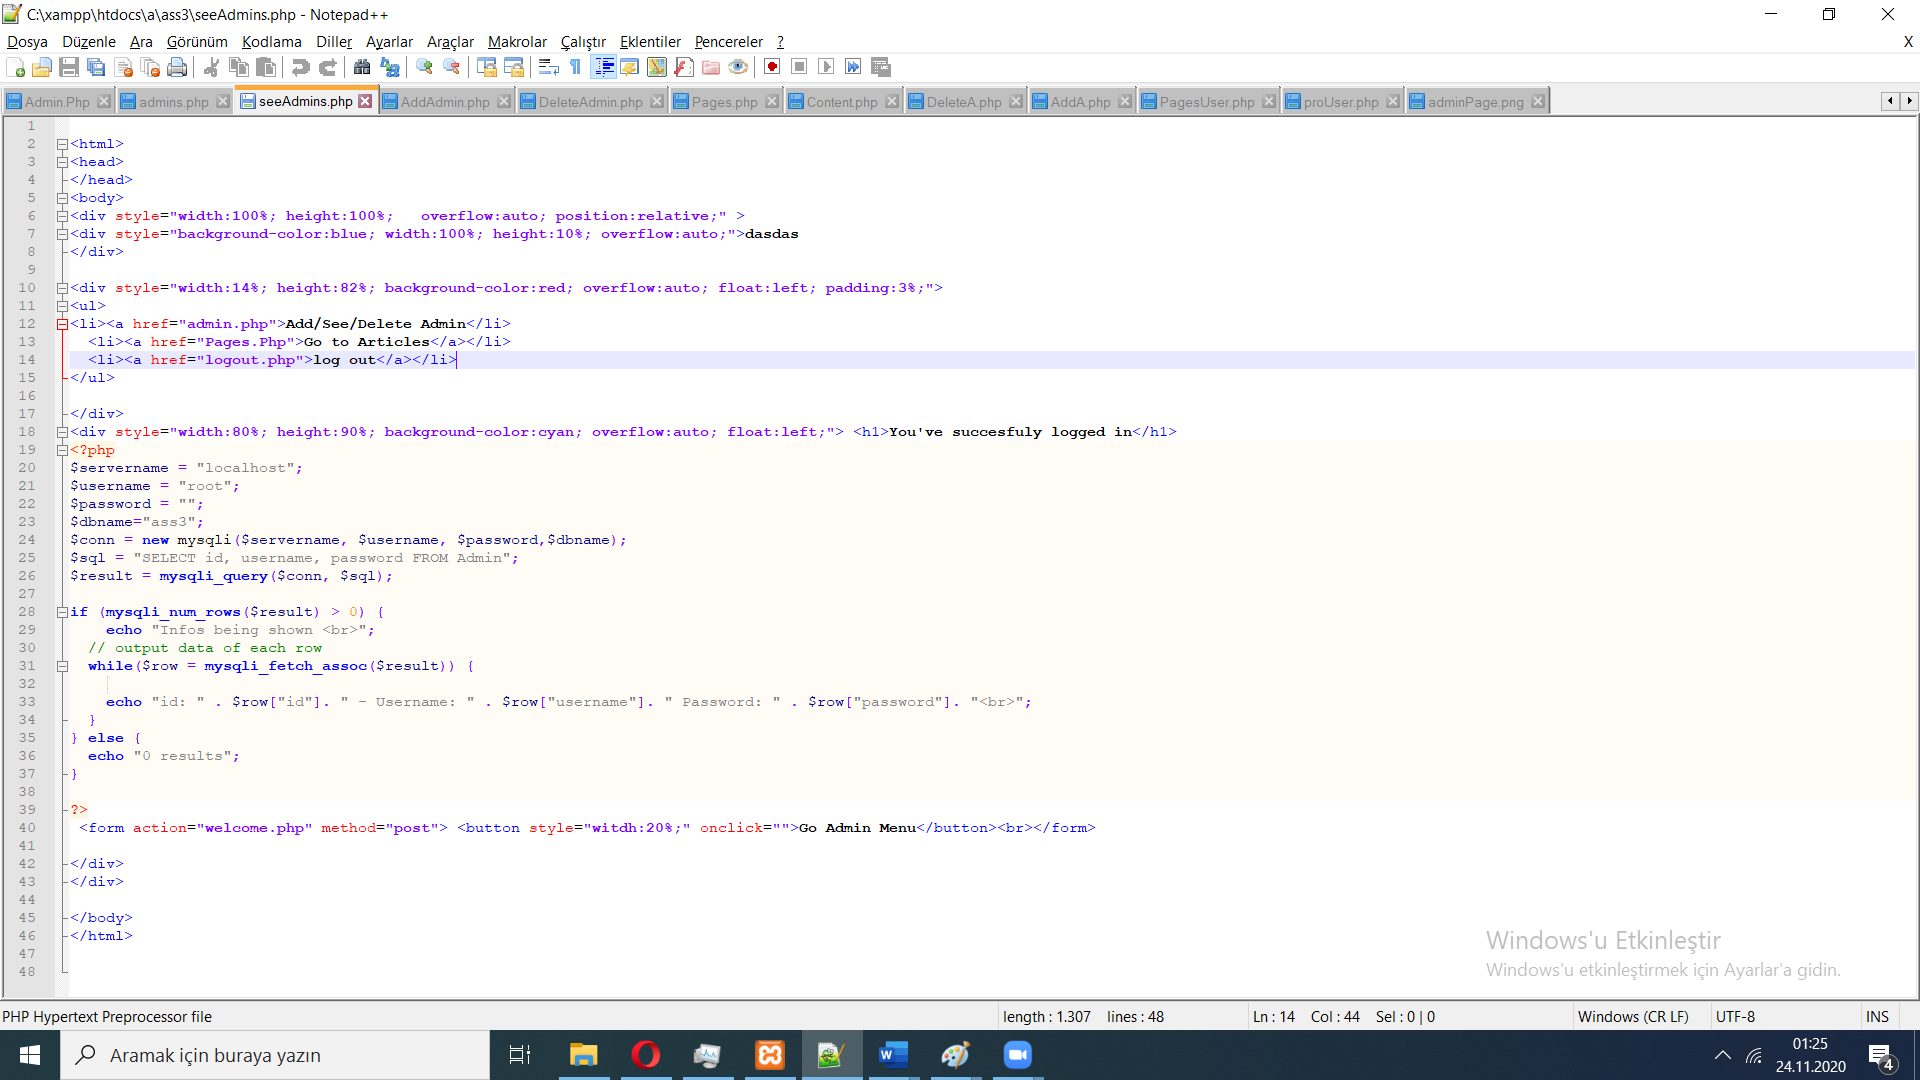 C:\xampp\htdocs\a\ass3\seeAdmins.php - Notepad++
Dosya Düzenle Ara Görünüm Kodlama Diller Ayarlar Araçlar Makrolar Çalıştır Eklentiler Pencereler ? X
Admin.Php admins.php seeAdmins.php AddAdmin.php DeleteAdmin.php Pages.php Content.php DeleteA.php AddA.php PagesUser.php proUser.php adminPage.png
1
2 <html>
3 <head>
4 </head>
5 <body>
6 <div style="width:100%; height:100%;   overflow:auto; position:relative;" >
7 <div style="background-color:blue; width:100%; height:10%; overflow:auto;">dasdas
8 </div>
9
10 <div style="width:14%; height:82%; background-color:red; overflow:auto; float:left; padding:3%;">
11 <ul>
12 <li><a href="admin.php">Add/See/Delete Admin</li>
13   <li><a href="Pages.Php">Go to Articles</a></li>
14   <li><a href="logout.php">log out</a></li>
15 </ul>
16
17 </div>
18 <div style="width:80%; height:90%; background-color:cyan; overflow:auto; float:left;"> <h1>You've succesfuly logged in</h1>
19 <?php
20 $servername = "localhost";
21 $username = "root";
22 $password = "";
23 $dbname="ass3";
24 $conn = new mysqli($servername, $username, $password,$dbname);
25 $sql = "SELECT id, username, password FROM Admin";
26 $result = mysqli_query($conn, $sql);
27
28 if (mysqli_num_rows($result) > 0) {
29     echo "Infos being shown <br>";
30   // output data of each row
31   while($row = mysqli_fetch_assoc($result)) {
32
33     echo "id: " . $row["id"]. " - Username: " . $row["username"]. " Password: " . $row["password"]. "<br>";
34   }
35 } else {
36   echo "0 results";
37 }
38
39 ?>
40  <form action="welcome.php" method="post"> <button style="witdh:20%;" onclick="">Go Admin Menu</button><br></form>
41
42 </div>
43 </div>
44
45 </body>
46 </html>
47
48
Windows'u Etkinleştir
Windows'u etkinleştirmek için Ayarlar'a gidin.
PHP Hypertext Preprocessor file length : 1.307 lines : 48 Ln : 14 Col : 44 Sel : 0 | 0 Windows (CR LF) UTF-8 INS
Aramak için buraya yazın
01:25
24.11.2020
4